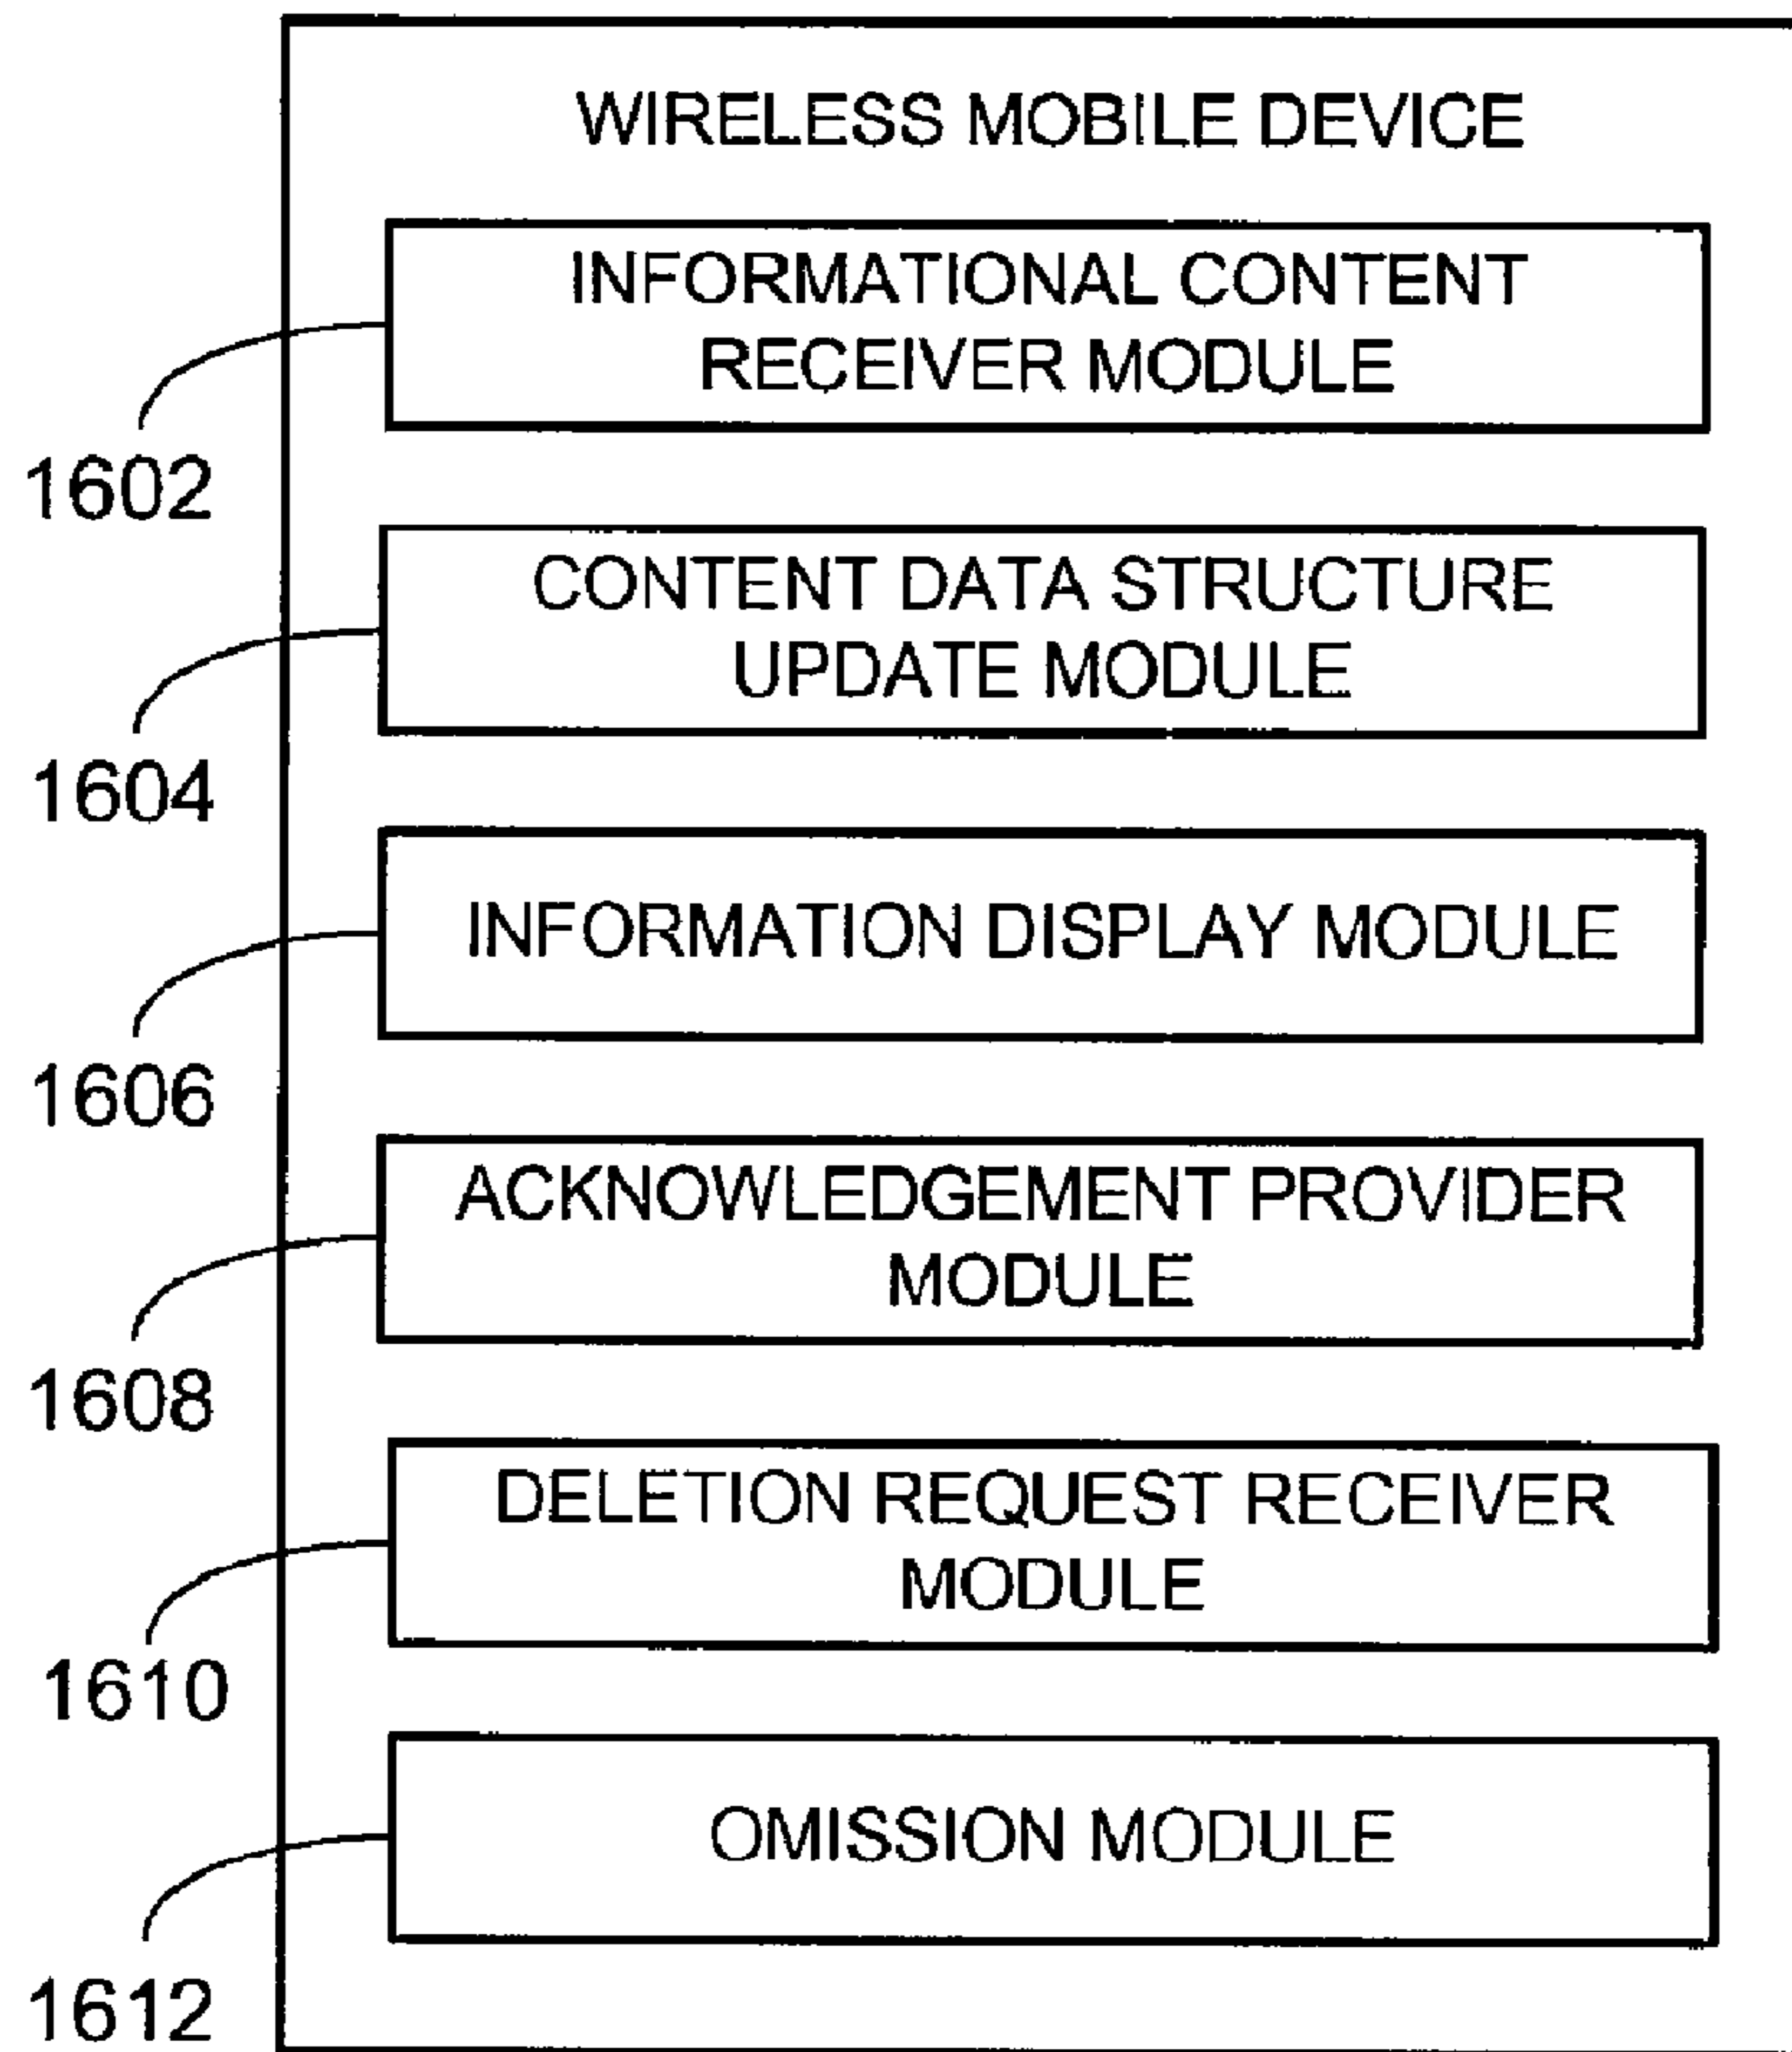 WIRELESS MOBILE DEVICE
INFORMATIONAL CONTENT
RECEIVER MODULE
1602
CONTENT DATA STRUCTURE
UPDATE MODULE
1604
INFORMATION DISPLAY MODULE
1606
ACKNOWLEDGEMENT PROVIDER
MODULE
1608
DELETION REQUEST RECEIVER
MODULE
1610
OMISSION MODULE
1612